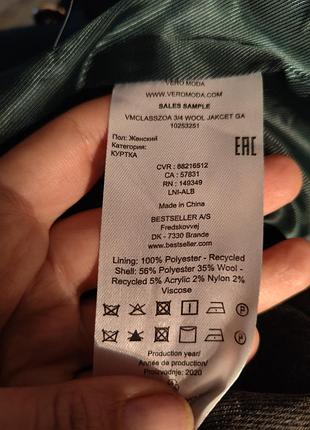 VERO MODA
WWW.VEROMODA.COM
SALES SAMPLE
VMCLASSZOA 3/4 WOOL JAKCET GA
10253251
Пол: Женский
Категория:
КУРТКА
EAC
CVR : 88216512
CA : 57831
RN : 149349
LNI-ALB
Made in China
BESTSELLER A/S
Fredskovvej
DK - 7330 Brande
www.bestseller.com
Lining: 100% Polyester - Recycled
Shell: 56% Polyester 35% Wool -
Recycled 5% Acrylic 2% Nylon 2%
Viscose
Production year/
Année de production/
Proizvodnje: 2020